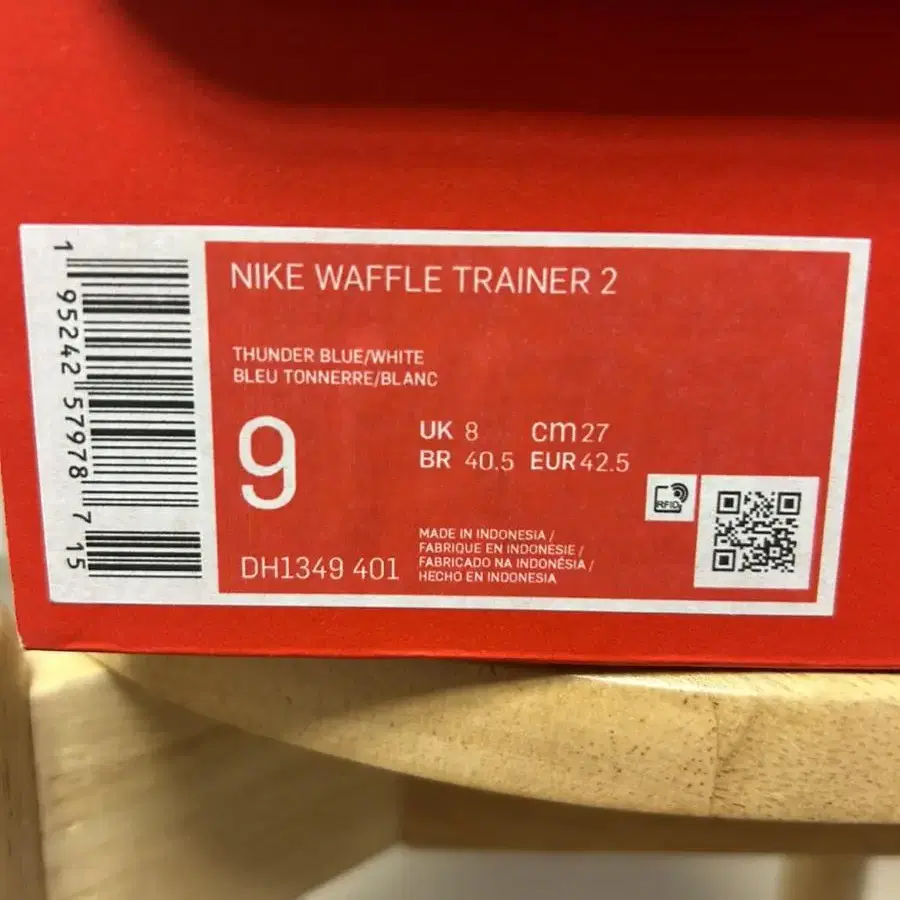 1 95242 57978 7 15
NIKE WAFFLE TRAINER 2
THUNDER BLUE/WHITE
BLEU TONNERRE/BLANC
9
UK 8 cm 27
BR 40.5 EUR 42.5
RFID
DH1349 401
MADE IN INDONESIA /
FABRIQUE EN INDONESIE /
FABRICADO NA INDONÉSIA /
HECHO EN INDONESIA